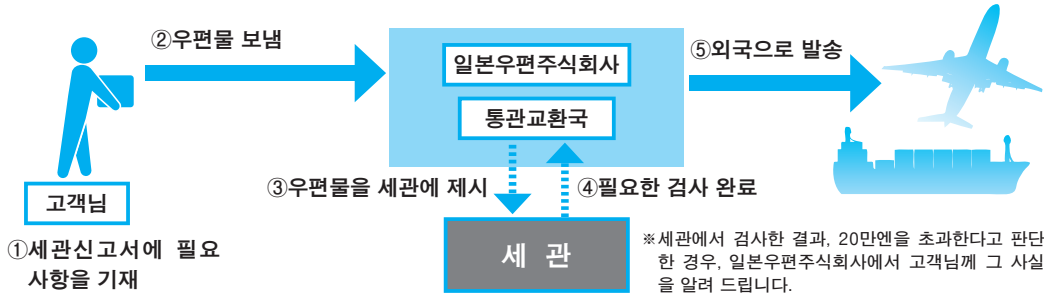 ②우편물 보냄
일본우편주식회사
통관교환국
⑤외국으로 발송
③우편물을 세관에 제시
④필요한 검사 완료
고객님
①세관신고서에 필요
사항을 기재
세 관
※세관에서 검사한 결과, 20만엔을 초과한다고 판단
한 경우, 일본우편주식회사에서 고객님께 그 사실
을 알려 드립니다.